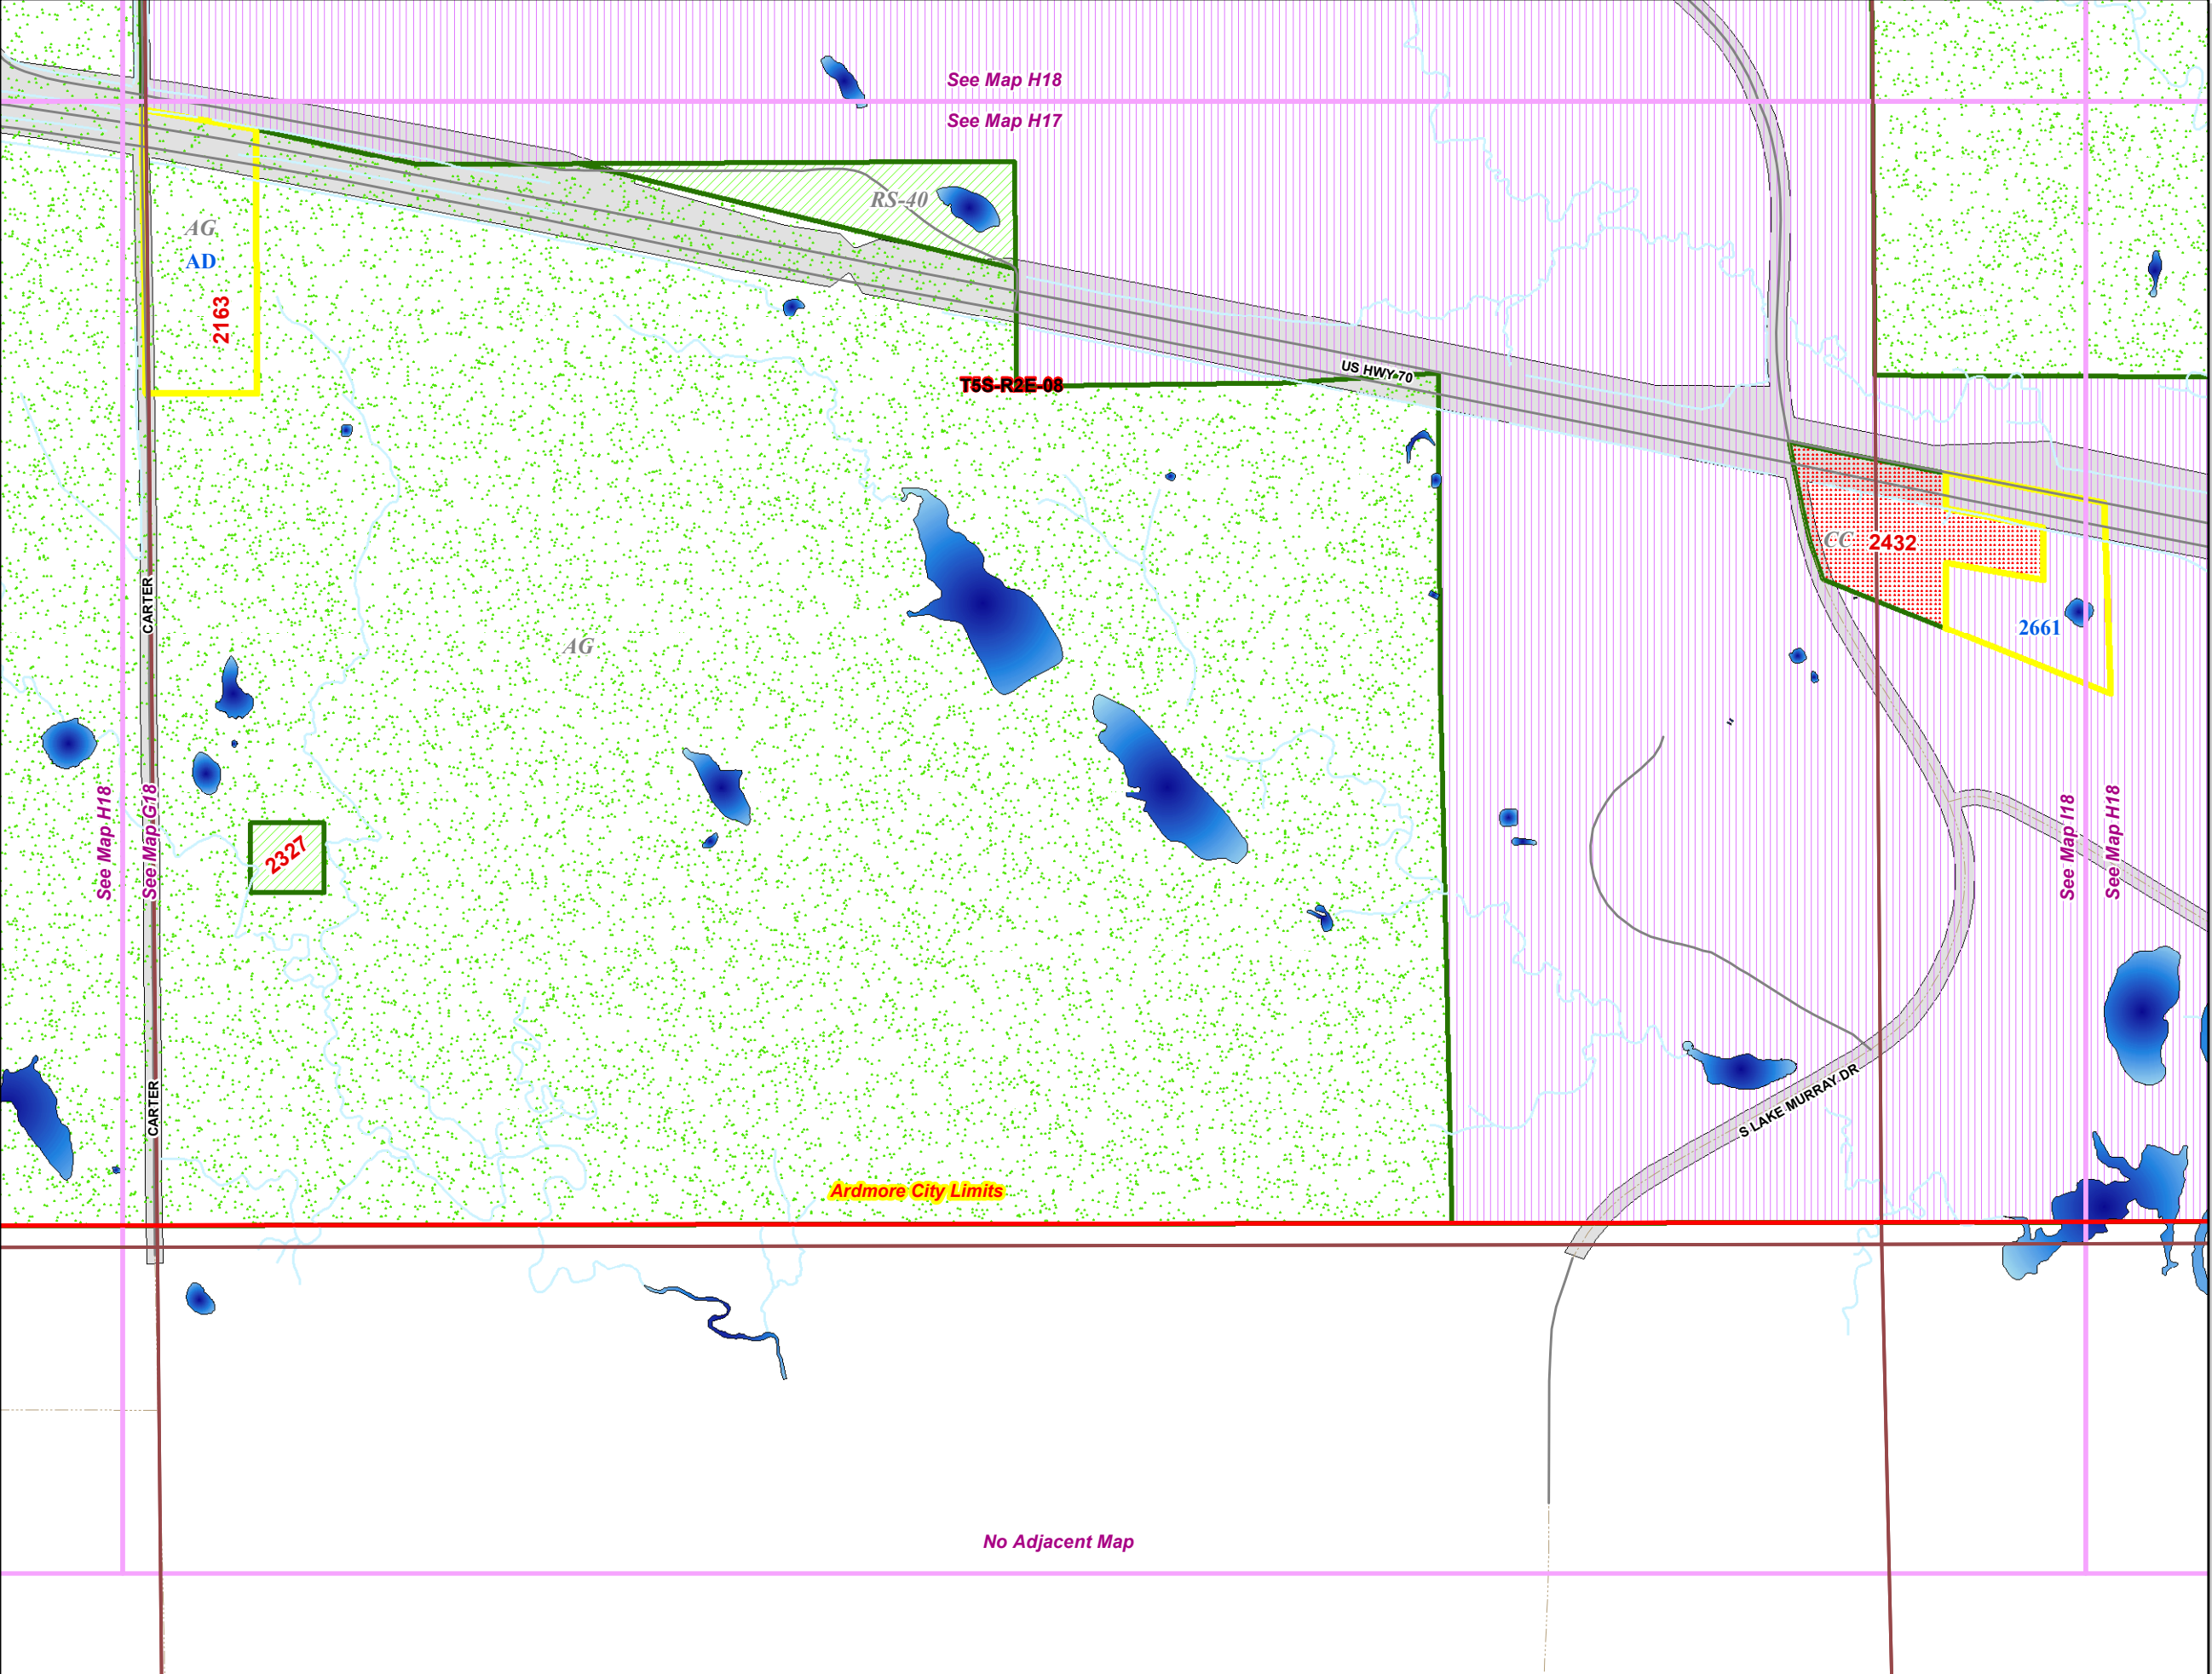 See Map H18
See Map H17
RS-40
AG
AD
2163
T5S-R2E-08
US HWY 70
CC
2432
2661
CARTER
AG
See Map H18
See Map G18
2327
See Map I18
See Map H18
CARTER
S LAKE MURRAY DR
Ardmore City Limits
No Adjacent Map